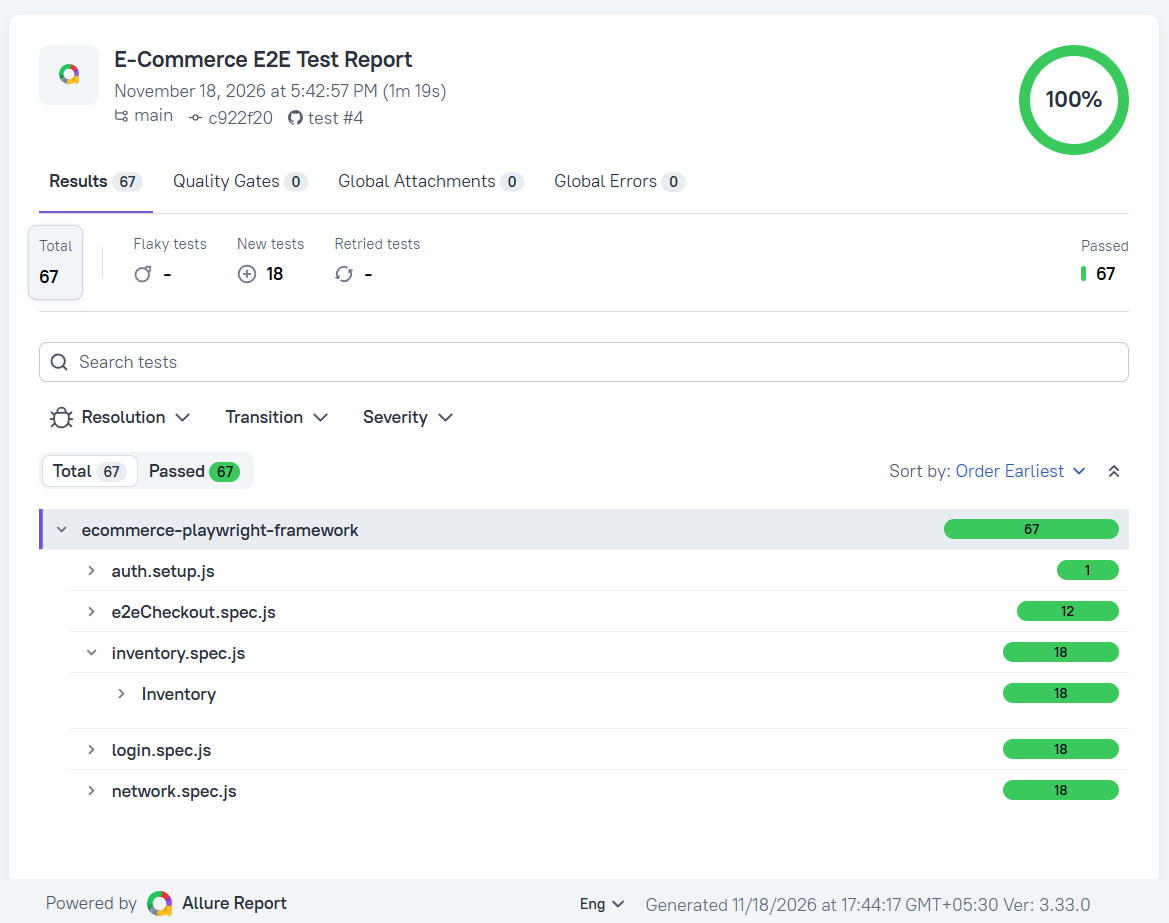 E-Commerce E2E Test Report
November 18, 2026 at 5:42:57 PM (1m 19s)
main c922f20 test #4
100%
Results 67 Quality Gates 0 Global Attachments 0 Global Errors 0
Total Flaky tests New tests Retried tests Passed
67 - 18 - 67
Search tests
Resolution Transition Severity
Total 67 Passed 67 Sort by: Order Earliest
ecommerce-playwright-framework 67
auth.setup.js 1
e2eCheckout.spec.js 12
inventory.spec.js 18
Inventory 18
login.spec.js 18
network.spec.js 18
Powered by Allure Report Eng Generated 11/18/2026 at 17:44:17 GMT+05:30 Ver: 3.33.0